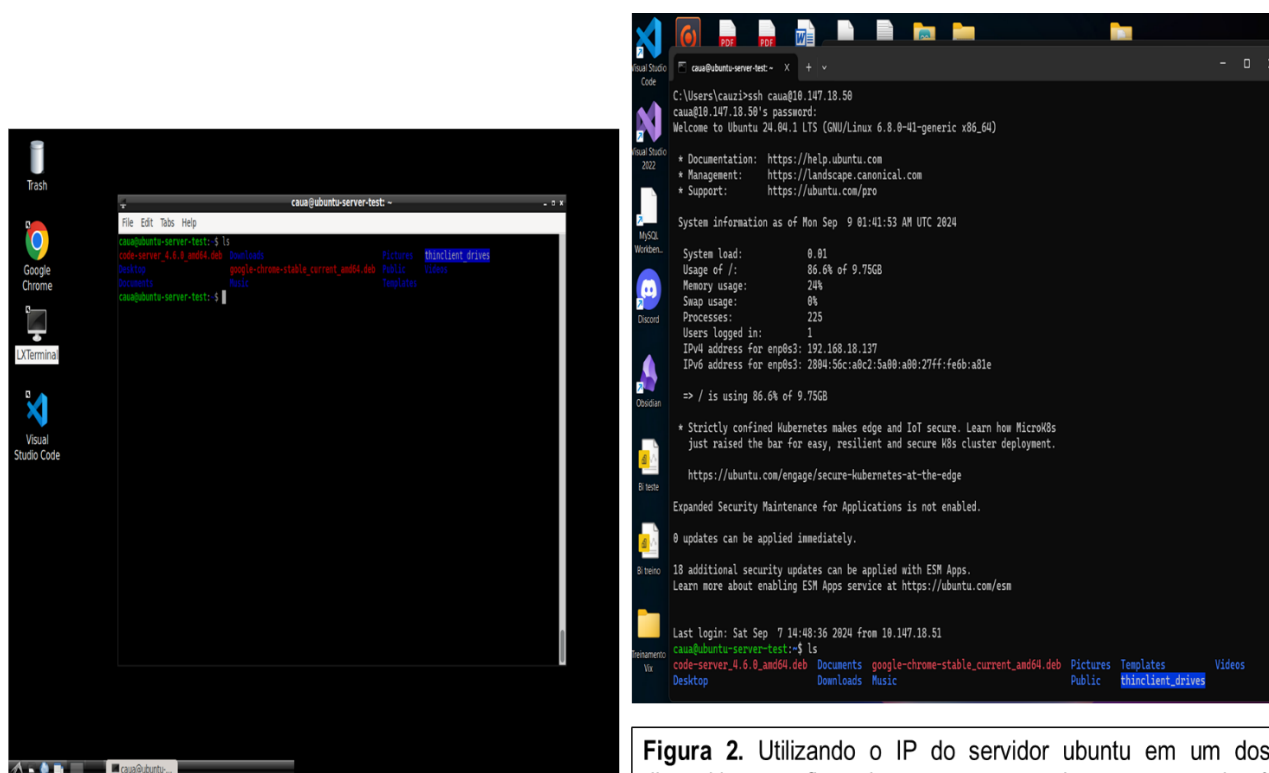 Trash
Google
Chrome
LXTerminal
Visual
Studio Code
caua@ubuntu-server-test: ~
File Edit Tabs Help
caua@ubuntu-server-test: $ ls
code-server_4.6.0_amd64.deb Downloads Pictures thinclient_drives
Desktop google-chrome-stable_current_amd64.deb Public Videos
Documents Music Templates
caua@ubuntu-server-test: $
caua@ubuntu-...
Visual Studio
Code
Visual Studio
2022
MySQL
Workben...
Discord
Obsidian
Bi teste
Bi treino
Treinamento
Vix
PDF
PDF
caua@ubuntu-server-test: ~
C:\Users\cauzi>ssh caua@10.147.18.50
caua@10.147.18.50's password:
Welcome to Ubuntu 24.04.1 LTS (GNU/Linux 6.8.0-41-generic x86_64)
* Documentation: https://help.ubuntu.com
* Management: https://landscape.canonical.com
* Support: https://ubuntu.com/pro
System information as of Mon Sep 9 01:41:53 AM UTC 2024
System load: 0.01
Usage of /: 86.6% of 9.75GB
Memory usage: 24%
Swap usage: 0%
Processes: 225
Users logged in: 1
IPv4 address for enp0s3: 192.168.18.137
IPv6 address for enp0s3: 2804:56c:a0c2:5a00:a00:27ff:fe6b:a81e
=> / is using 86.6% of 9.75GB
* Strictly confined Kubernetes makes edge and IoT secure. Learn how MicroK8s
just raised the bar for easy, resilient and secure K8s cluster deployment.
https://ubuntu.com/engage/secure-kubernetes-at-the-edge
Expanded Security Maintenance for Applications is not enabled.
0 updates can be applied immediately.
18 additional security updates can be applied with ESM Apps.
Learn more about enabling ESM Apps service at https://ubuntu.com/esm
Last login: Sat Sep 7 14:48:36 2024 from 10.147.18.51
caua@ubuntu-server-test:~$ ls
code-server_4.6.0_amd64.deb Documents google-chrome-stable_current_amd64.deb Pictures Templates Videos
Desktop Downloads Music Public thinclient_drives
Figura 2. Utilizando o IP do servidor ubuntu em um dos